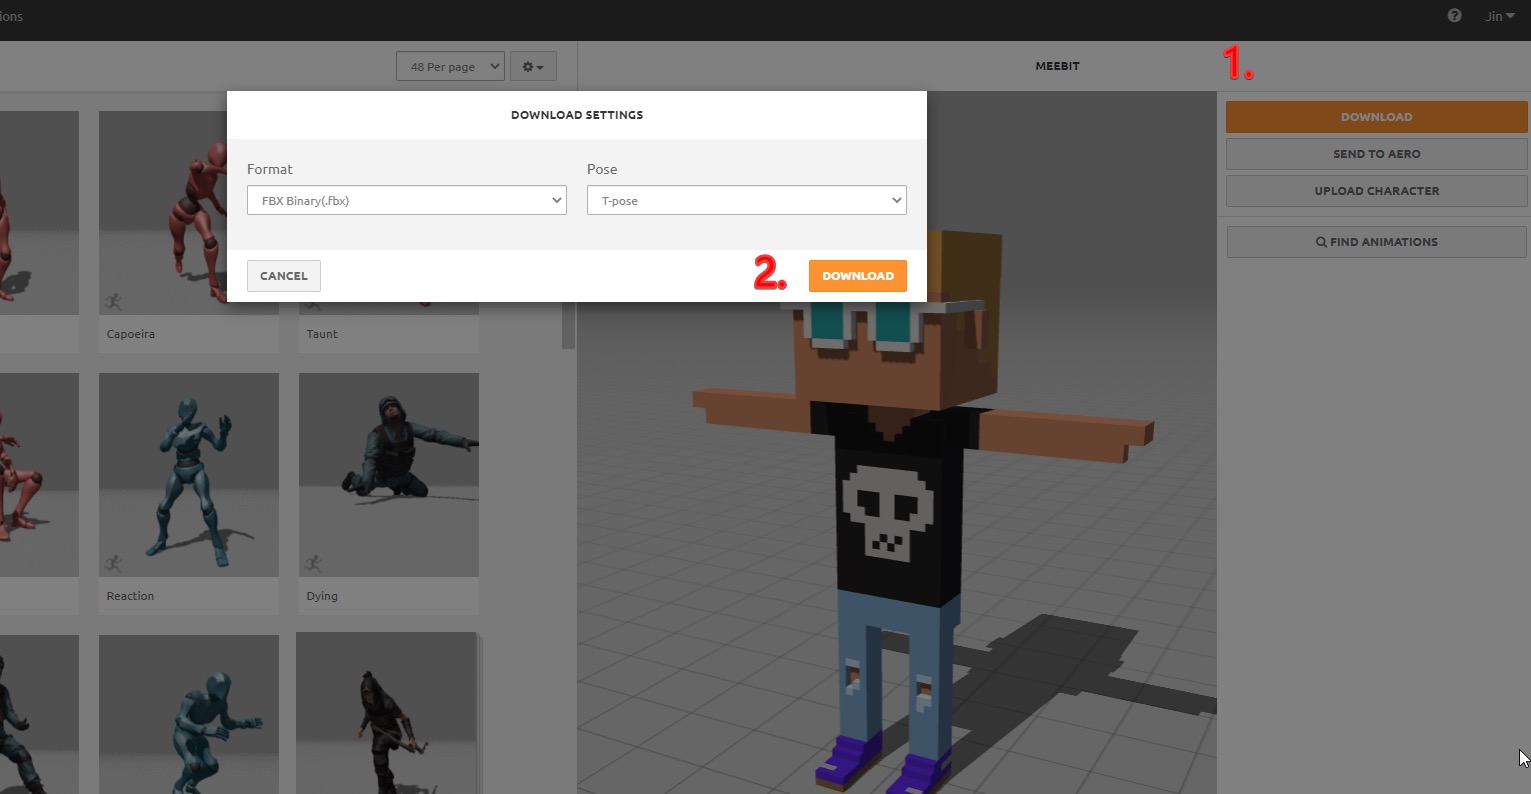 ions
Jin
48 Per page
MEEBIT
1.
DOWNLOAD SETTINGS
DOWNLOAD
Format
Pose
SEND TO AERO
FBX Binary(.fbx)
T-pose
UPLOAD CHARACTER
FIND ANIMATIONS
CANCEL
2.
DOWNLOAD
Capoeira
Taunt
Reaction
Dying